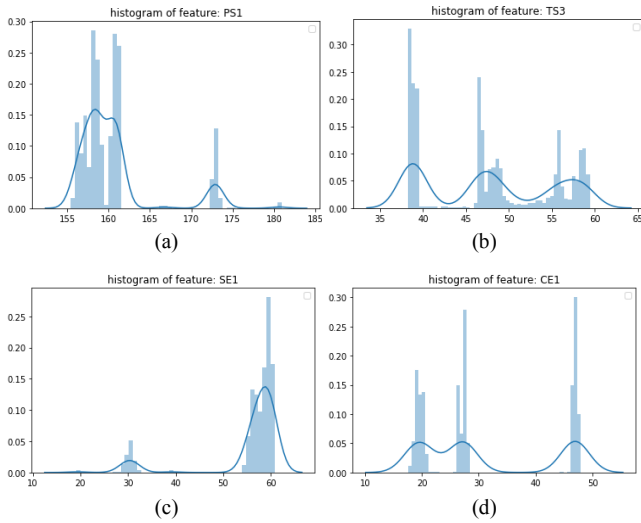 histogram of feature: PS1
histogram of feature: TS3
0.30
0.25
0.20
0.15
0.10
0.05
0.00
155 160 165 170 175 180 185
0.30
0.25
0.20
0.15
0.10
0.05
0.00
35 40 45 50 55 60 65
(a)
(b)
histogram of feature: SE1
histogram of feature: CE1
0.25
0.20
0.15
0.10
0.05
0.00
10 20 30 40 50 60
0.30
0.25
0.20
0.15
0.10
0.05
0.00
10 20 30 40 50
(c)
(d)